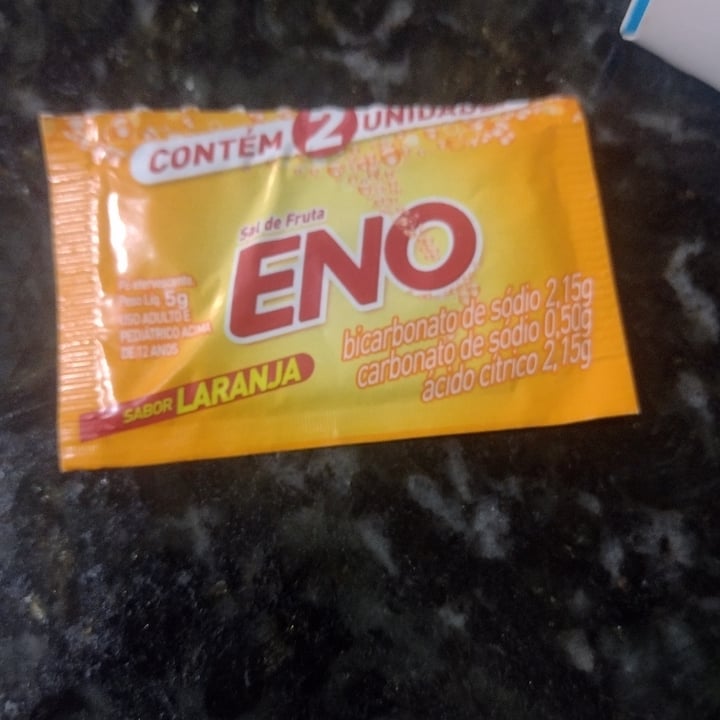 CONTÉM 2 UNIDADES
Sal de Fruta
ENO
Pó efervescente
Peso Líq. 5g
USO ADULTO E
PEDIÁTRICO ACIMA
DE 12 ANOS
bicarbonato de sódio 2,15g
carbonato de sódio 0,50g
ácido cítrico 2,15g
SABOR LARANJA